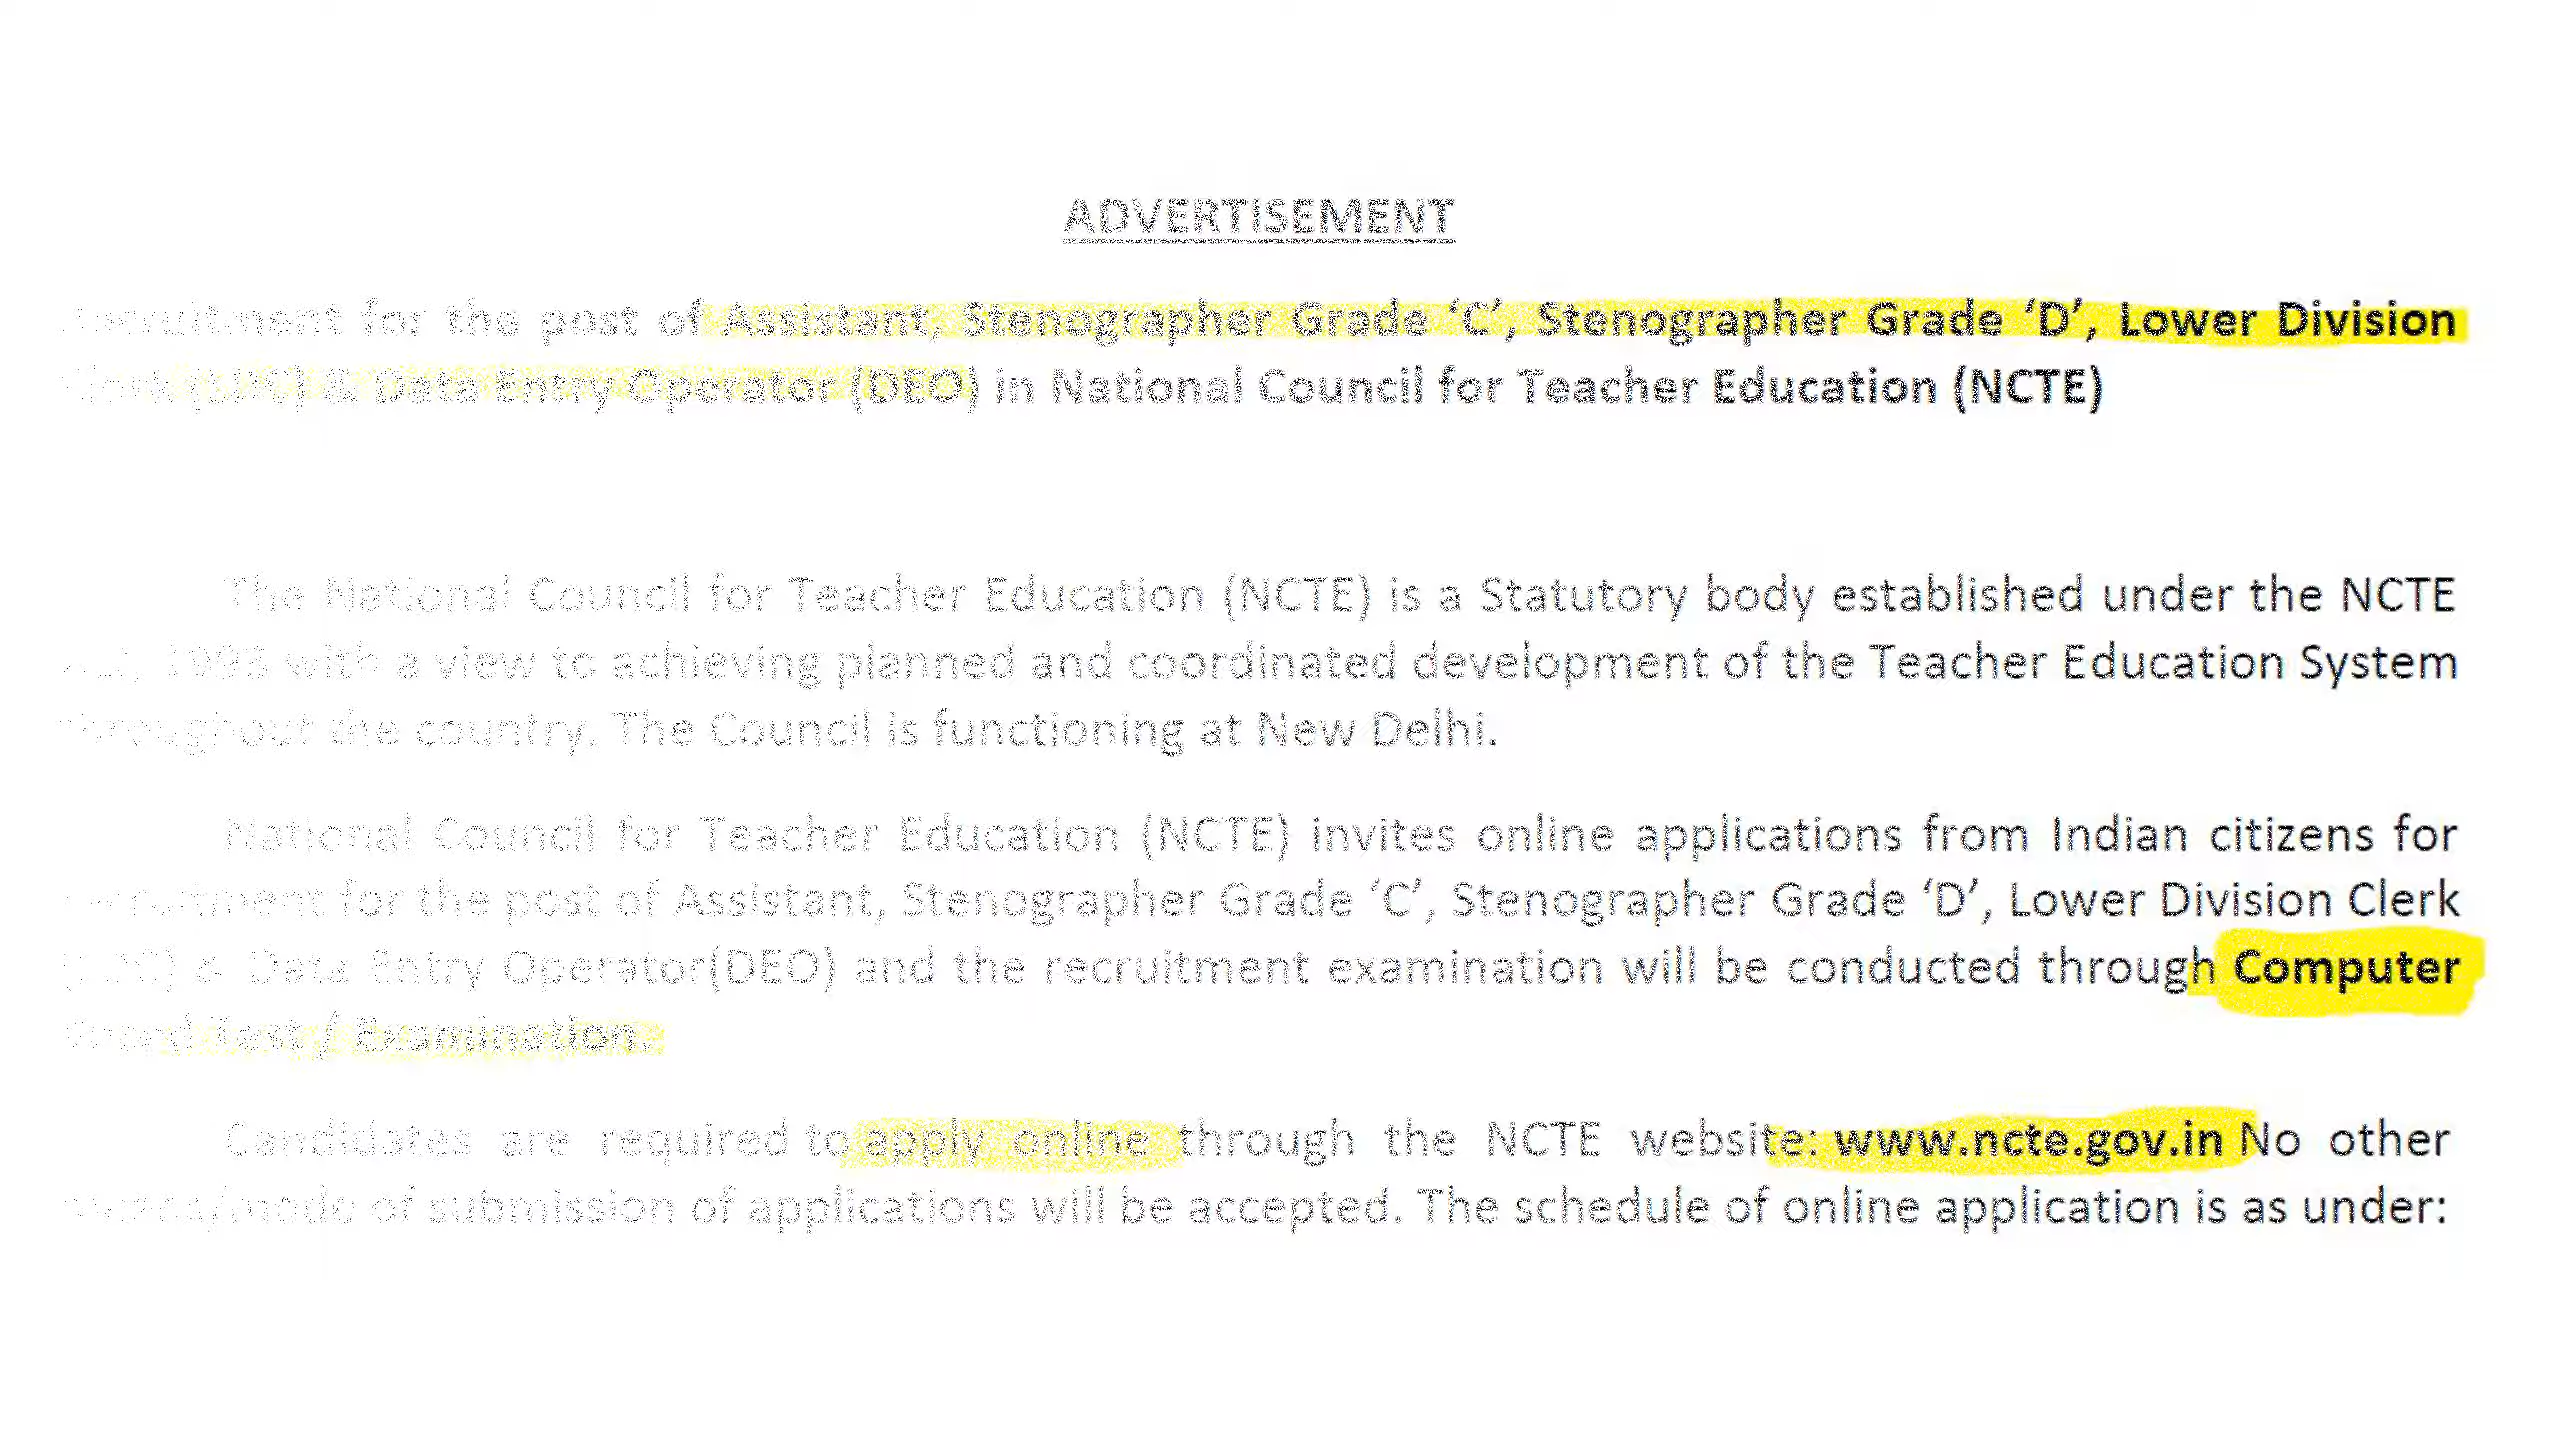 ADVERTISEMENT
Recruitment for the post of Assistant, Stenographer Grade ‘C’, Stenographer Grade ‘D’, Lower Division
Clerk (LDC) & Data Entry Operator (DEO) in National Council for Teacher Education (NCTE)
The National Council for Teacher Education (NCTE) is a Statutory body established under the NCTE
1993 with a view to achieving planned and coordinated development of the Teacher Education System
throughout the country. The Council is functioning at New Delhi.
National Council for Teacher Education (NCTE) invites online applications from Indian citizens for
recruitment for the post of Assistant, Stenographer Grade ‘C’, Stenographer Grade ‘D’, Lower Division Clerk
(LDC) & Data Entry Operator(DEO) and the recruitment examination will be conducted through Computer
Based Test / Examination.
Candidates are required to apply online through the NCTE website: www.ncte.gov.in No other
of submission of applications will be accepted. The schedule of online application is as under: